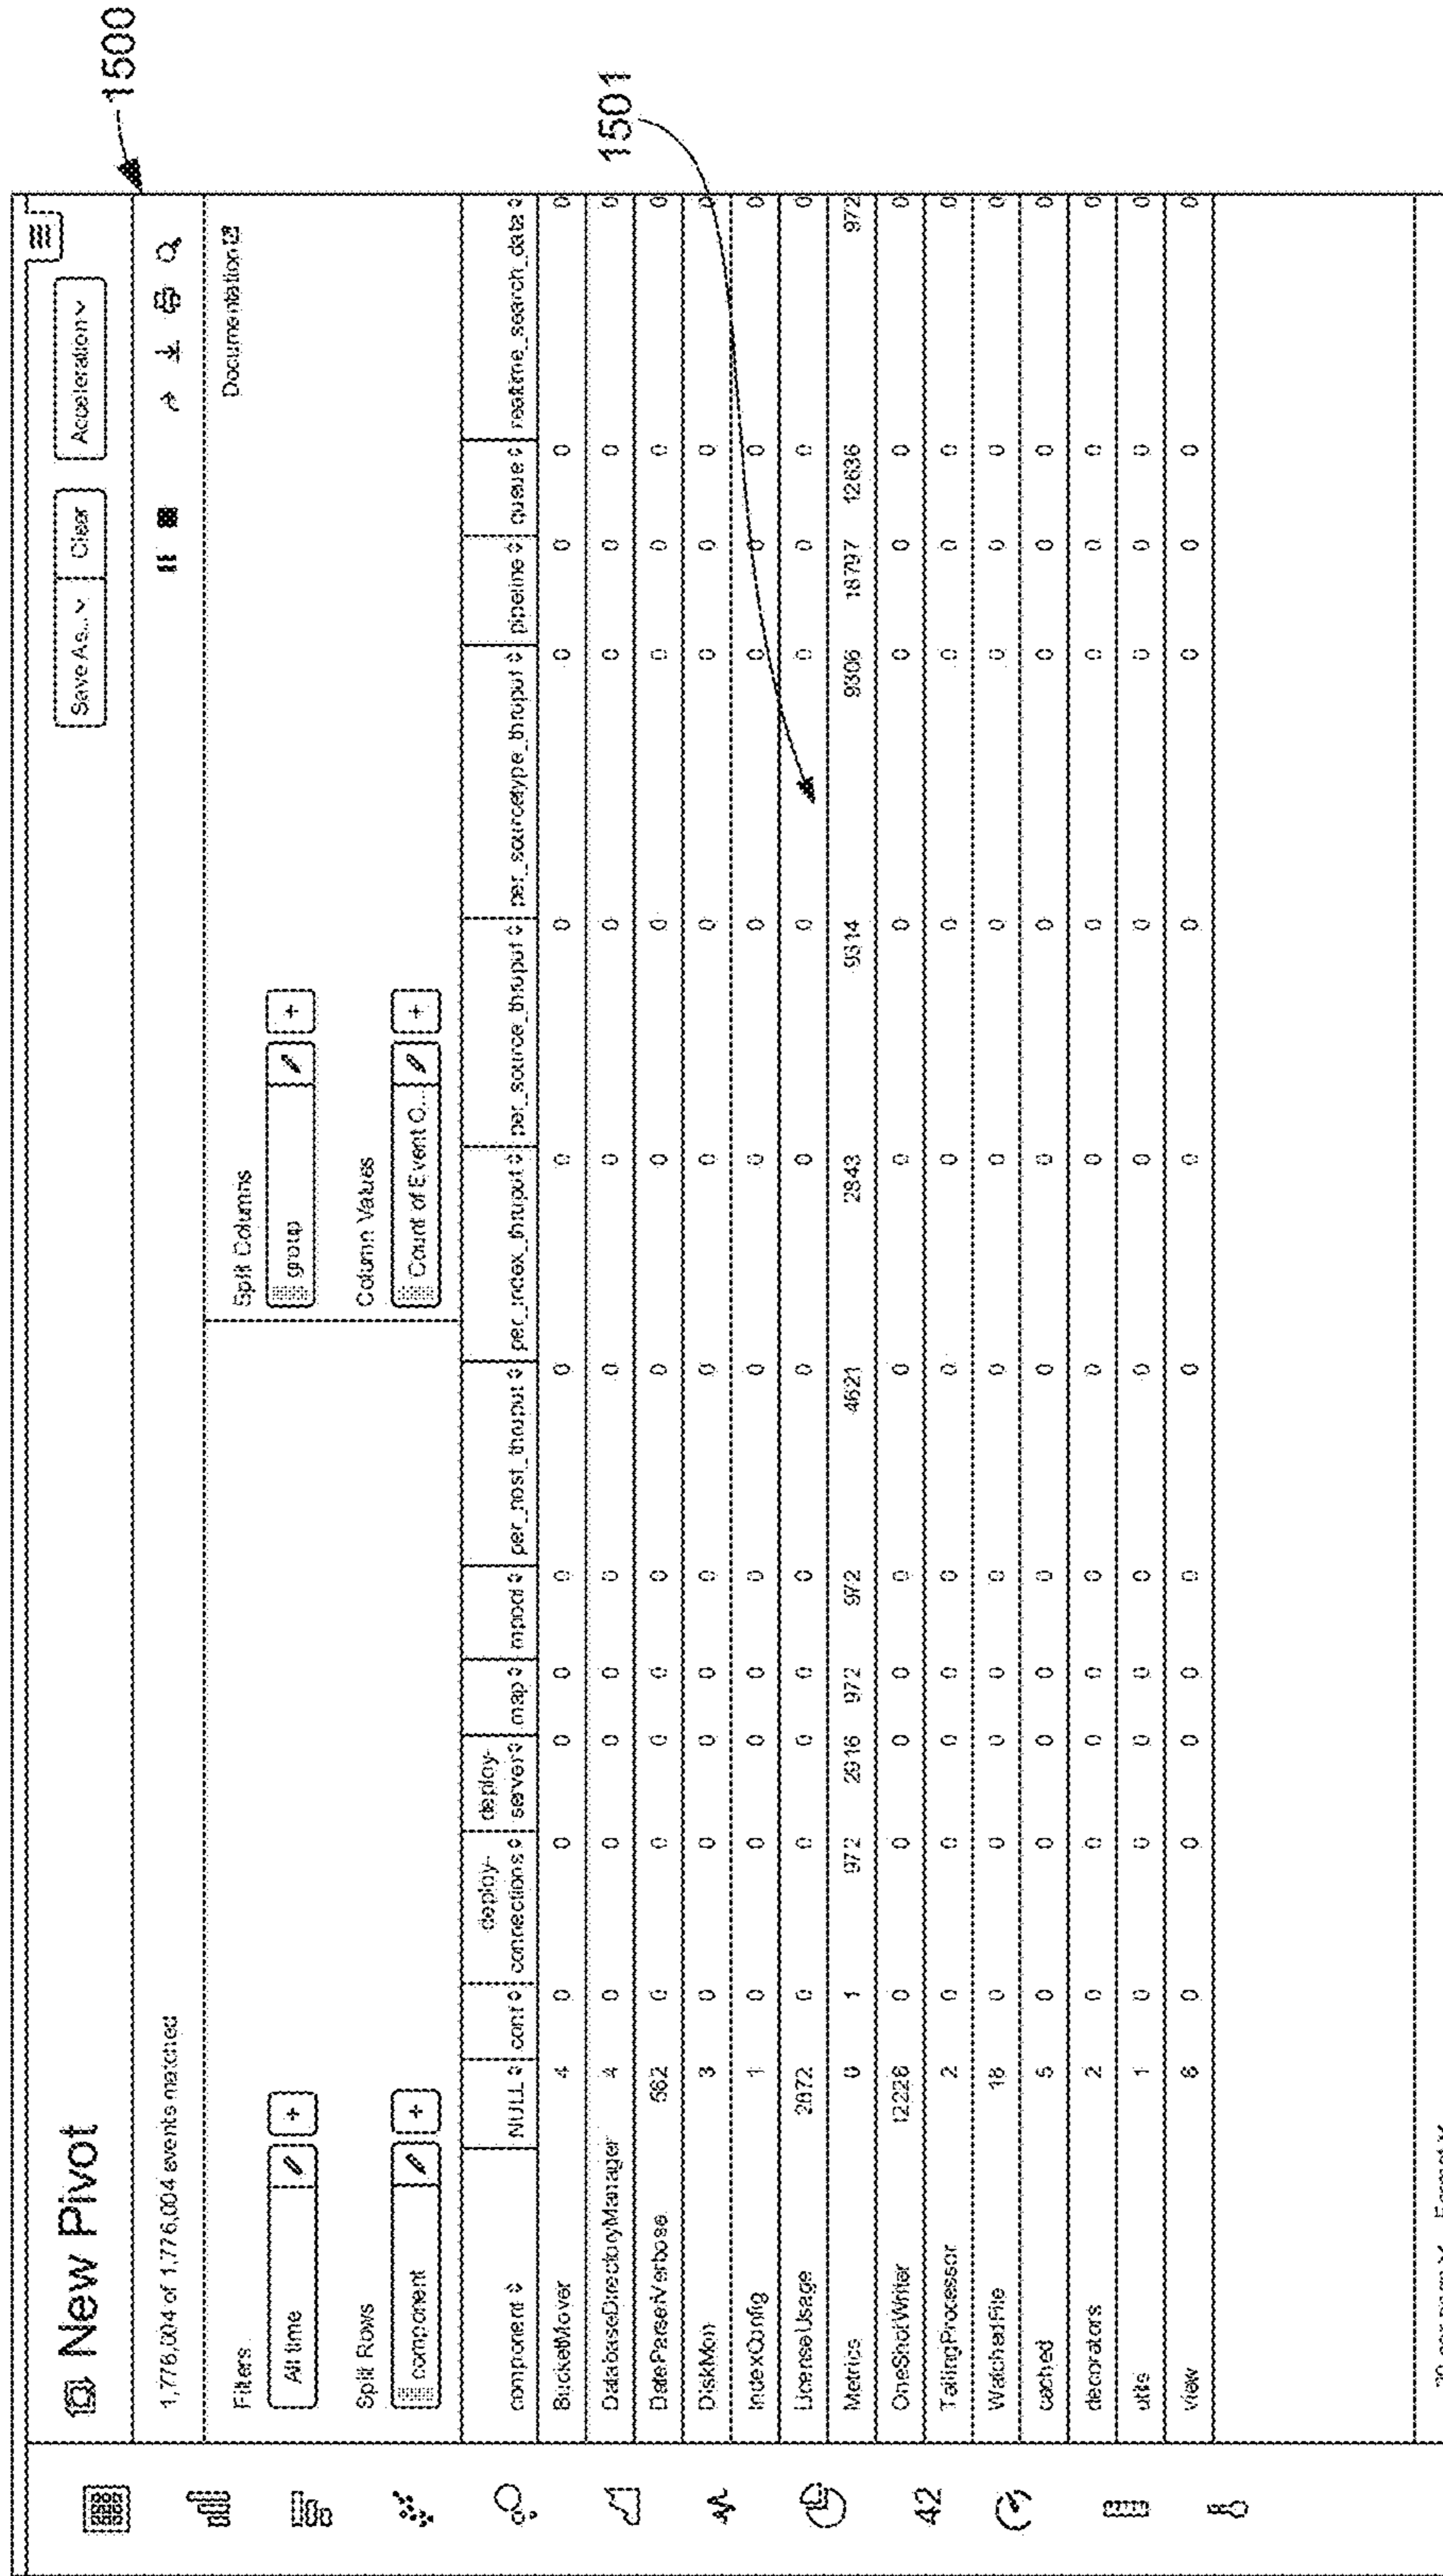 1500
1501
New Pivot
Save As... Clear Acceleration
1,776,004 of 1,776,004 events matched
Filters Split Columns Documentation
All time + group +
Split Rows Column Values
component + Count of Event O... +
component NULL conf deploy-connections deploy-server map mpool per_host_thruput per_index_thruput per_source_thruput per_sourcetype_thruput pipeline queue realtime_search_data
BucketMover 4 0 0 0 0 0 0 0 0 0 0 0 0
DatabaseDirectoryManager 4 0 0 0 0 0 0 0 0 0 0 0 0
DateParserVerbose 562 0 0 0 0 0 0 0 0 0 0 0 0
DiskMon 3 0 0 0 0 0 0 0 0 0 0 0 0
IndexConfig 1 0 0 0 0 0 0 0 0 0 0 0 0
LicenseUsage 2872 0 0 0 0 0 0 0 0 0 0 0 0
Metrics 0 1 972 2916 972 972 4621 2843 9314 9306 18797 12636 972
OneShotWriter 12226 0 0 0 0 0 0 0 0 0 0 0 0
TailingProcessor 2 0 0 0 0 0 0 0 0 0 0 0 0
WatchedFile 18 0 0 0 0 0 0 0 0 0 0 0 0
cached 5 0 0 0 0 0 0 0 0 0 0 0 0
decorators 2 0 0 0 0 0 0 0 0 0 0 0 0
utils 1 0 0 0 0 0 0 0 0 0 0 0 0
view 6 0 0 0 0 0 0 0 0 0 0 0 0
42